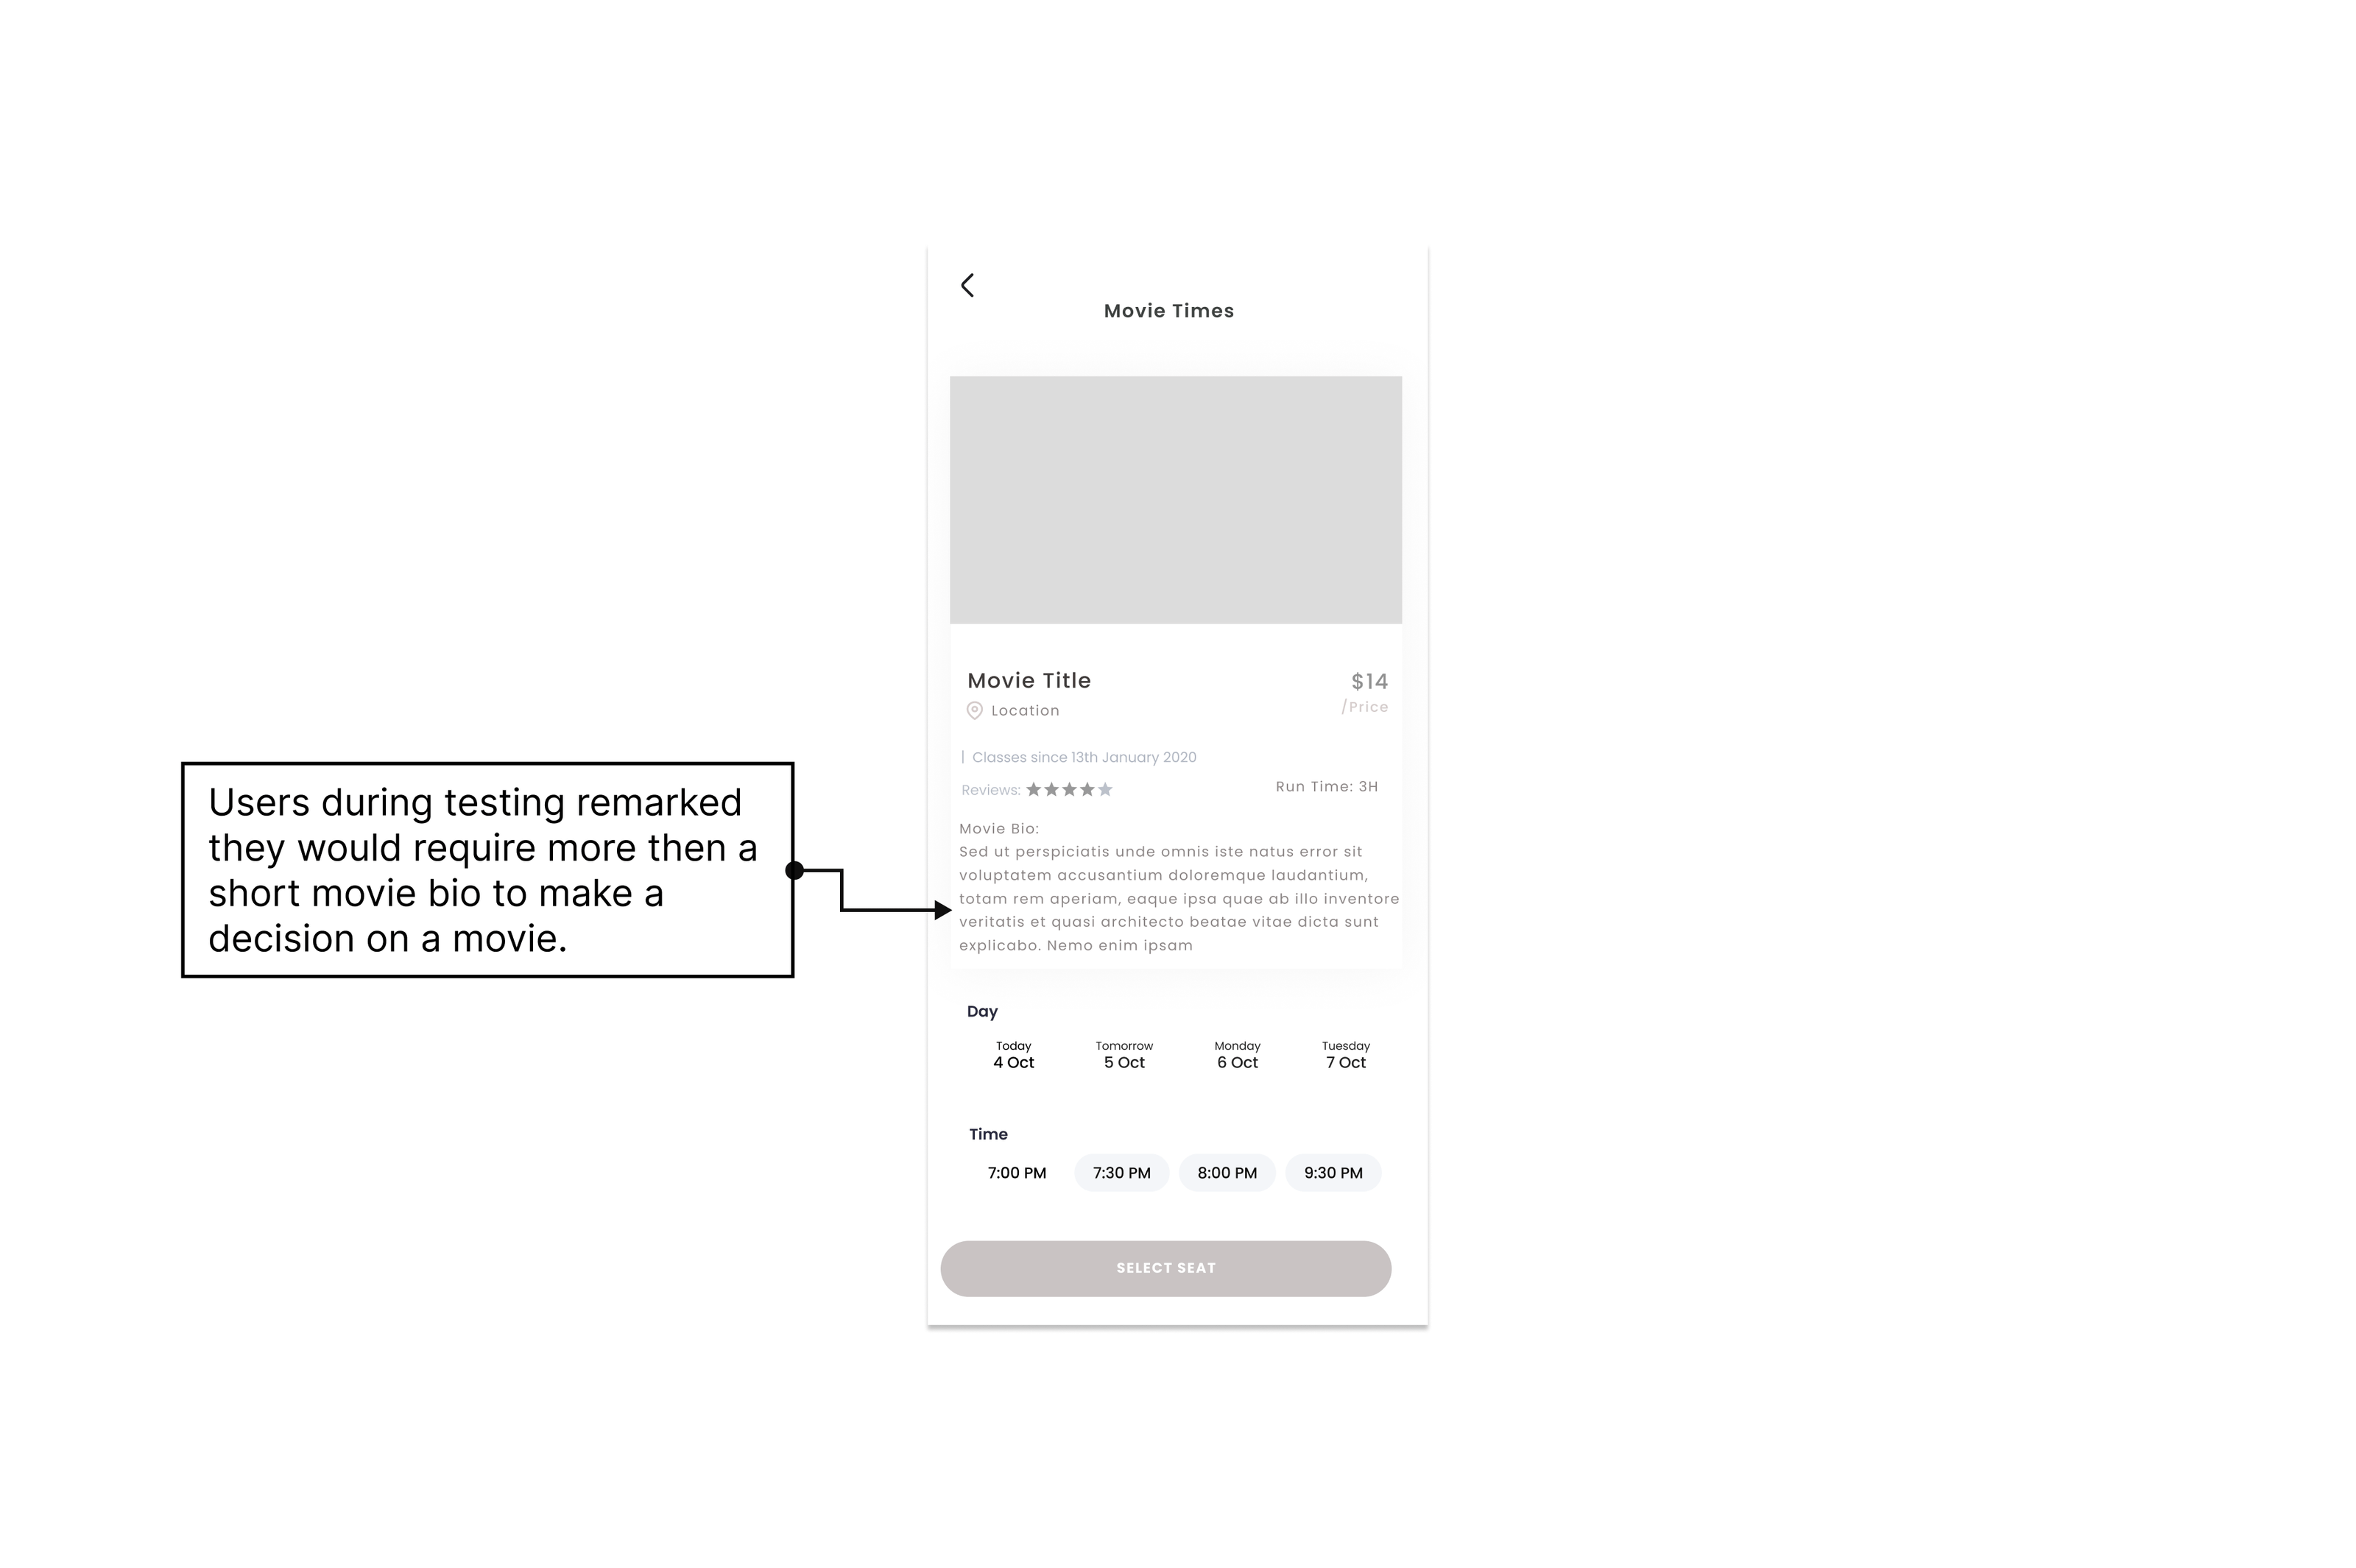 Movie Times
Movie Title
$14
Location
/Price
| Classes since 13th January 2020
Reviews:
Run Time: 3H
Users during testing remarked
they would require more then a
short movie bio to make a
decision on a movie.
Movie Bio:
Sed ut perspiciatis unde omnis iste natus error sit
voluptatem accusantium doloremque laudantium,
totam rem aperiam, eaque ipsa quae ab illo inventore
veritatis et quasi architecto beatae vitae dicta sunt
explicabo. Nemo enim ipsam
Day
Today Tomorrow Monday Tuesday
4 Oct 5 Oct 6 Oct 7 Oct
Time
7:00 PM 7:30 PM 8:00 PM 9:30 PM
SELECT SEAT